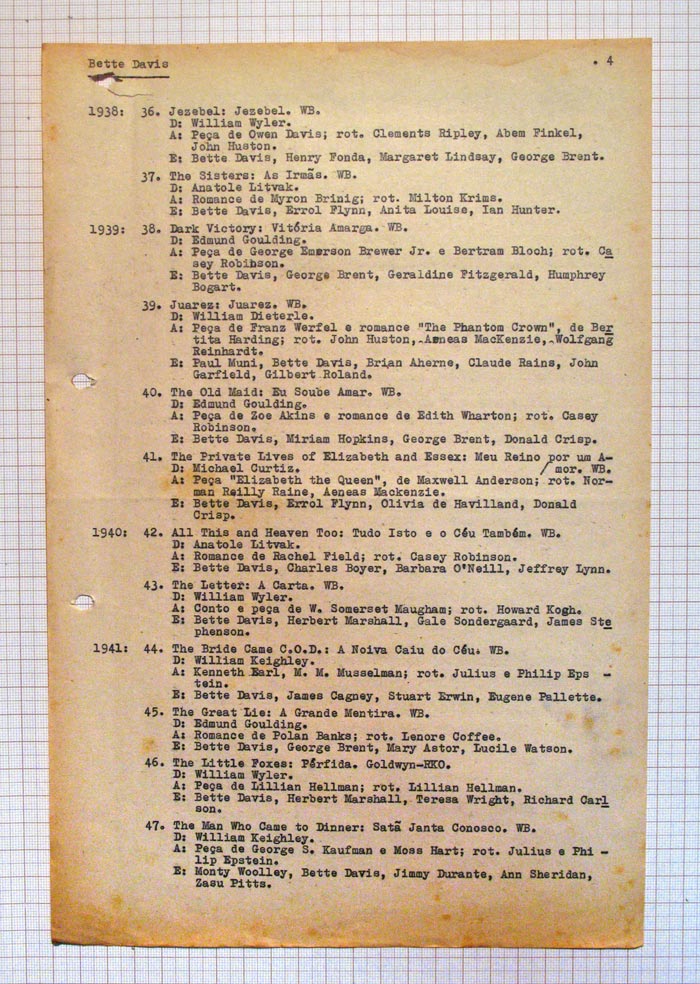 Bette Davis . 4
1938: 36. Jezebel: Jezebel. WB.
D: William Wyler.
A: Peça de Owen Davis; rot. Clements Ripley, Abem Finkel,
John Huston.
E: Bette Davis, Henry Fonda, Margaret Lindsay, George Brent.
37. The Sisters: As Irmãs. WB.
D: Anatole Litvak.
A: Romance de Myron Brinig; rot. Milton Krims.
E: Bette Davis, Errol Flynn, Anita Louise, Ian Hunter.
1939: 38. Dark Victory: Vitória Amarga. WB.
D: Edmund Goulding.
A: Peça de George Emerson Brewer Jr. e Bertram Bloch; rot. Ca
sey Robinson.
E: Bette Davis, George Brent, Geraldine Fitzgerald, Humphrey
Bogart.
39. Juarez: Juarez. WB.
D: William Dieterle.
A: Peça de Franz Werfel e romance "The Phantom Crown", de Ber
tita Harding; rot. John Huston, Aeneas MacKenzie, Wolfgang
Reinhardt.
E: Paul Muni, Bette Davis, Brian Aherne, Claude Rains, John
Garfield, Gilbert Roland.
40. The Old Maid: Eu Soube Amar. WB.
D: Edmund Goulding.
A: Peça de Zoe Akins e romance de Edith Wharton; rot. Casey
Robinson.
E: Bette Davis, Miriam Hopkins, George Brent, Donald Crisp.
41. The Private Lives of Elizabeth and Essex: Meu Reino por um A-
D: Michael Curtiz. /mor. WB.
A: Peça "Elizabeth the Queen", de Maxwell Anderson; rot. Nor-
man Reilly Raine, Aeneas Mackenzie.
E: Bette Davis, Errol Flynn, Olivia de Havilland, Donald
Crisp.
1940: 42. All This and Heaven Too: Tudo Isto e o Céu Também. WB.
D: Anatole Litvak.
A: Romance de Rachel Field; rot. Casey Robinson.
E: Bette Davis, Charles Boyer, Barbara O'Neill, Jeffrey Lynn.
43. The Letter: A Carta. WB.
D: William Wyler.
A: Conto e peça de W. Somerset Maugham; rot. Howard Kogh.
E: Bette Davis, Herbert Marshall, Gale Sondergaard, James Ste
phenson.
1941: 44. The Bride Came C.O.D.: A Noiva Caiu do Céu. WB.
D: William Keighley.
A: Kenneth Earl, M. M. Musselman; rot. Julius e Philip Eps -
tein.
E: Bette Davis, James Cagney, Stuart Erwin, Eugene Pallette.
45. The Great Lie: A Grande Mentira. WB.
D: Edmund Goulding.
A: Romance de Polan Banks; rot. Lenore Coffee.
E: Bette Davis, George Brent, Mary Astor, Lucile Watson.
46. The Little Foxes: Pérfida. Goldwyn-RKO.
D: William Wyler.
A: Peça de Lillian Hellman; rot. Lillian Hellman.
E: Bette Davis, Herbert Marshall, Teresa Wright, Richard Carl
son.
47. The Man Who Came to Dinner: Satã Janta Conosco. WB.
D: William Keighley.
A: Peça de George S. Kaufman e Moss Hart; rot. Julius e Phi -
lip Epstein.
E: Monty Woolley, Bette Davis, Jimmy Durante, Ann Sheridan,
Zasu Pitts.